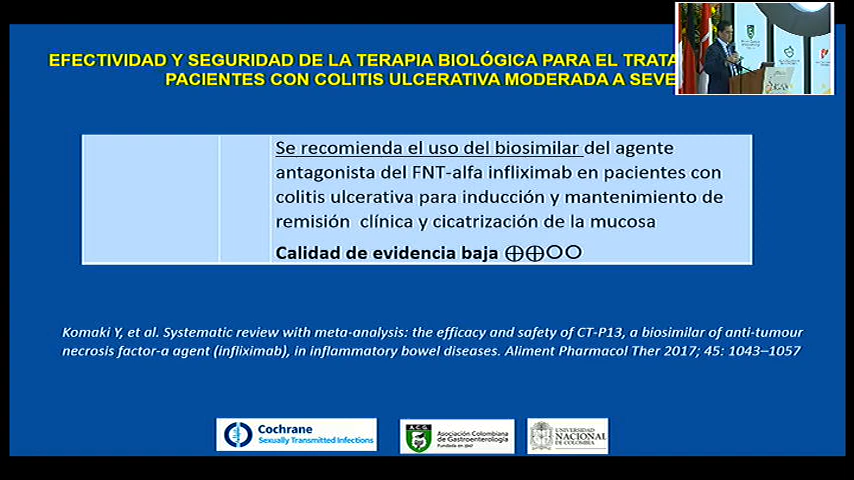 EFECTIVIDAD Y SEGURIDAD DE LA TERAPIA BIOLÓGICA PARA EL TRATA
PACIENTES CON COLITIS ULCERATIVA MODERADA A SEVE
Se recomienda el uso del biosimilar del agente
antagonista del FNT-alfa infliximab en pacientes con
colitis ulcerativa para inducción y mantenimiento de
remisión clínica y cicatrización de la mucosa
Calidad de evidencia baja ⨁⨁◯◯
Komaki Y, et al. Systematic review with meta-analysis: the efficacy and safety of CT-P13, a biosimilar of anti-tumour
necrosis factor-a agent (infliximab), in inflammatory bowel diseases. Aliment Pharmacol Ther 2017; 45: 1043–1057
Cochrane
Sexually Transmitted Infections
A.C.G.
Asociación Colombiana
de Gastroenterología
Fundada en 1947
UNIVERSIDAD
NACIONAL
DE COLOMBIA